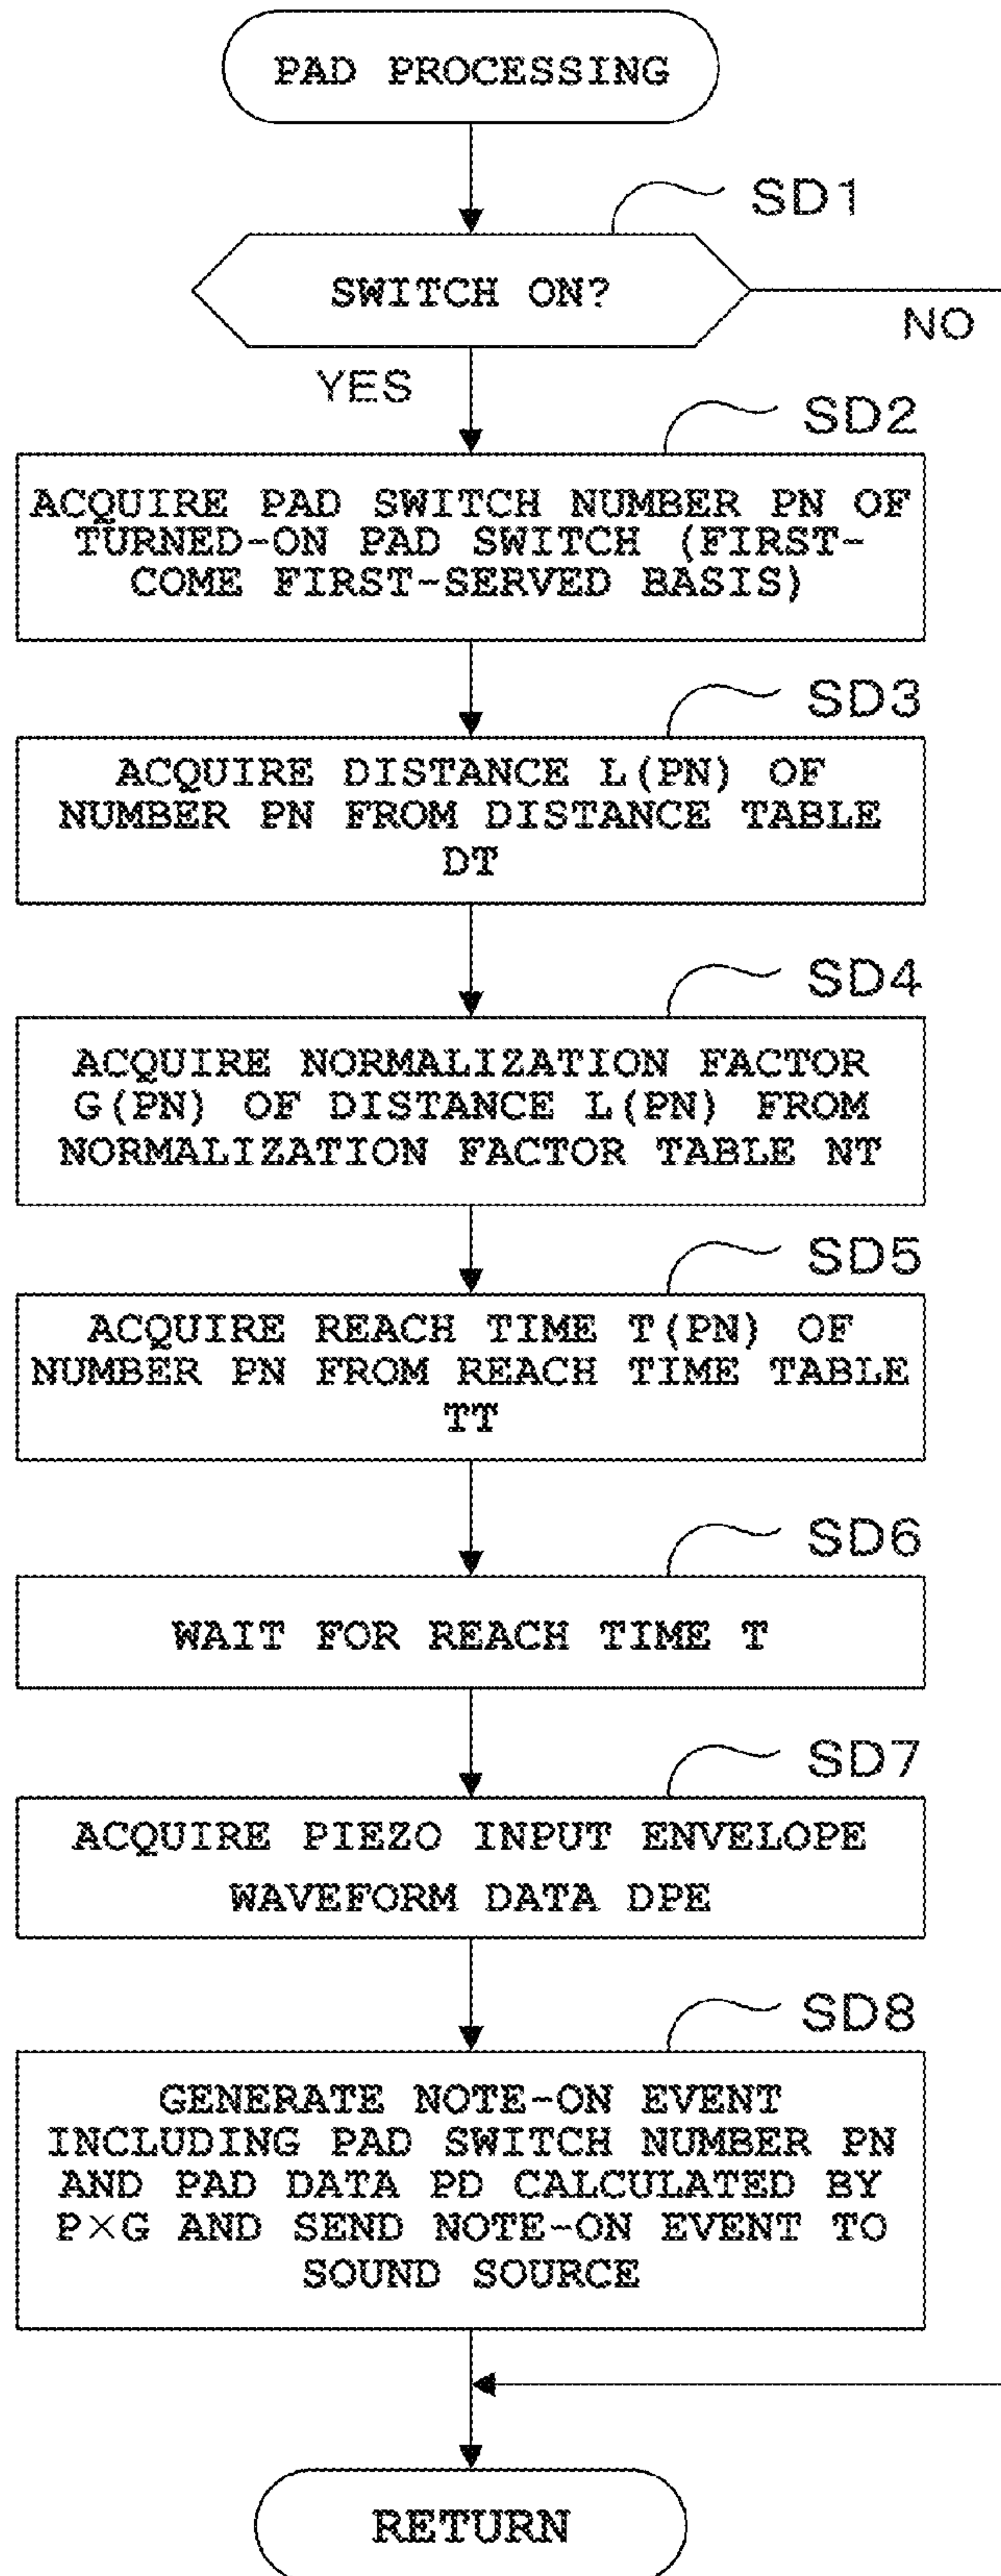 PAD PROCESSING
SD1
SWITCH ON?
NO
YES
SD2
ACQUIRE PAD SWITCH NUMBER PN OF
TURNED-ON PAD SWITCH (FIRST-
COME FIRST-SERVED BASIS)
SD3
ACQUIRE DISTANCE L(PN) OF
NUMBER PN FROM DISTANCE TABLE
DT
SD4
ACQUIRE NORMALIZATION FACTOR
G(PN) OF DISTANCE L(PN) FROM
NORMALIZATION FACTOR TABLE NT
SD5
ACQUIRE REACH TIME T(PN) OF
NUMBER PN FROM REACH TIME TABLE
TT
SD6
WAIT FOR REACH TIME T
SD7
ACQUIRE PIEZO INPUT ENVELOPE
WAVEFORM DATA DPE
SD8
GENERATE NOTE-ON EVENT
INCLUDING PAD SWITCH NUMBER PN
AND PAD DATA PD CALCULATED BY
P×G AND SEND NOTE-ON EVENT TO
SOUND SOURCE
RETURN